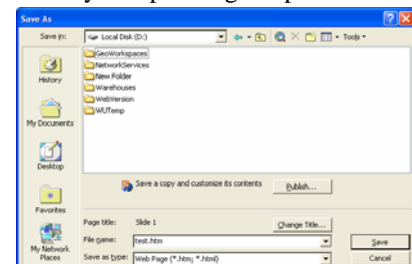 Save As
Save in: Local Disk (D:) Tools
GeoWorkspaces
NetworkServices
New Folder
Warehouses
WebVersion
WUTemp
History
My Documents
Desktop
Favorites
My Network Places
Save a copy and customize its contents Publish...
Page title: Slide 1 Change Title...
File name: test.htm Save
Save as type: Web Page (*.htm; *.html) Cancel